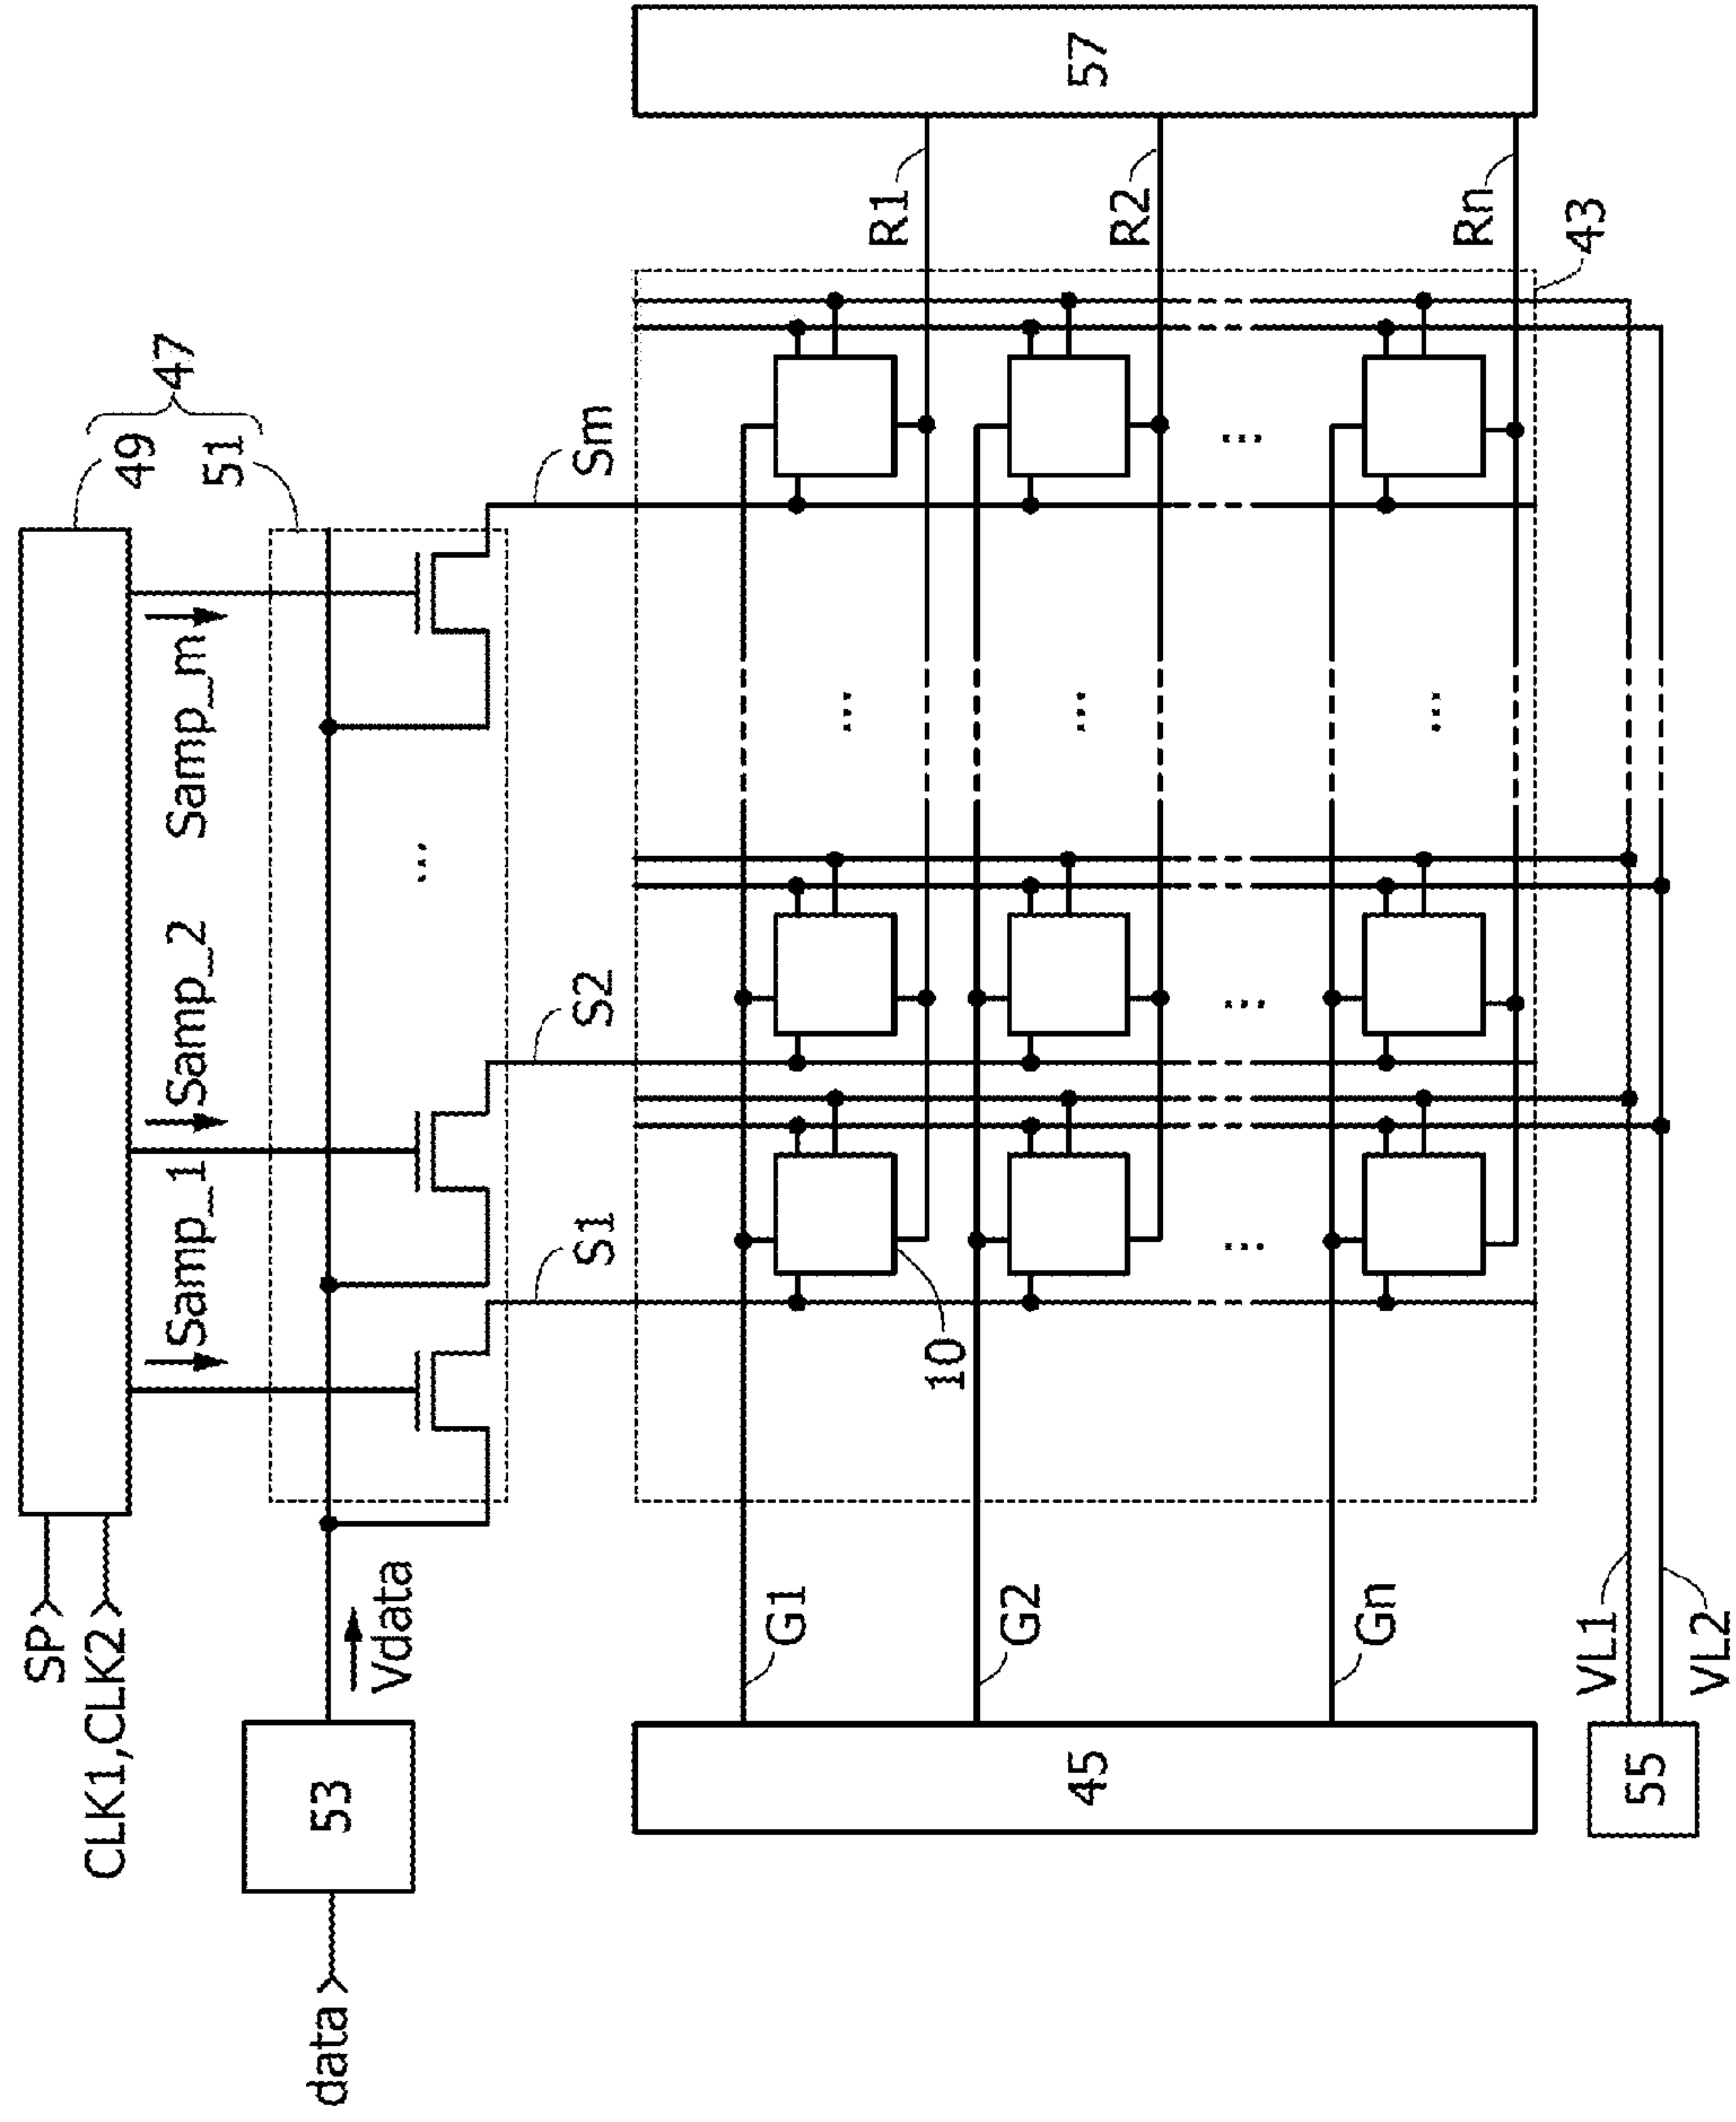 SP
CLK1,CLK2
49
47
51
Samp_1
Samp_2
Samp_m
...
data
53
Vdata
S1
S2
Sm
G1
R1
10
...
G2
R2
...
...
...
...
Gn
Rn
...
43
45
57
55
VL1
VL2